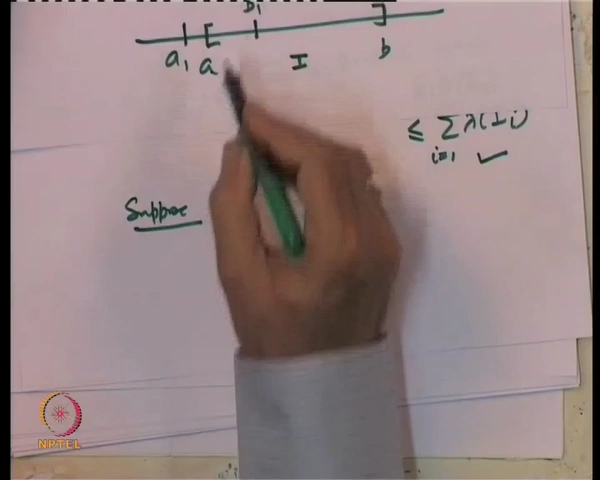 b₁
a₁ [ a I ] b
≤ Σ λ(Iᵢ)
i=1 ✓
Suppose
NPTEL